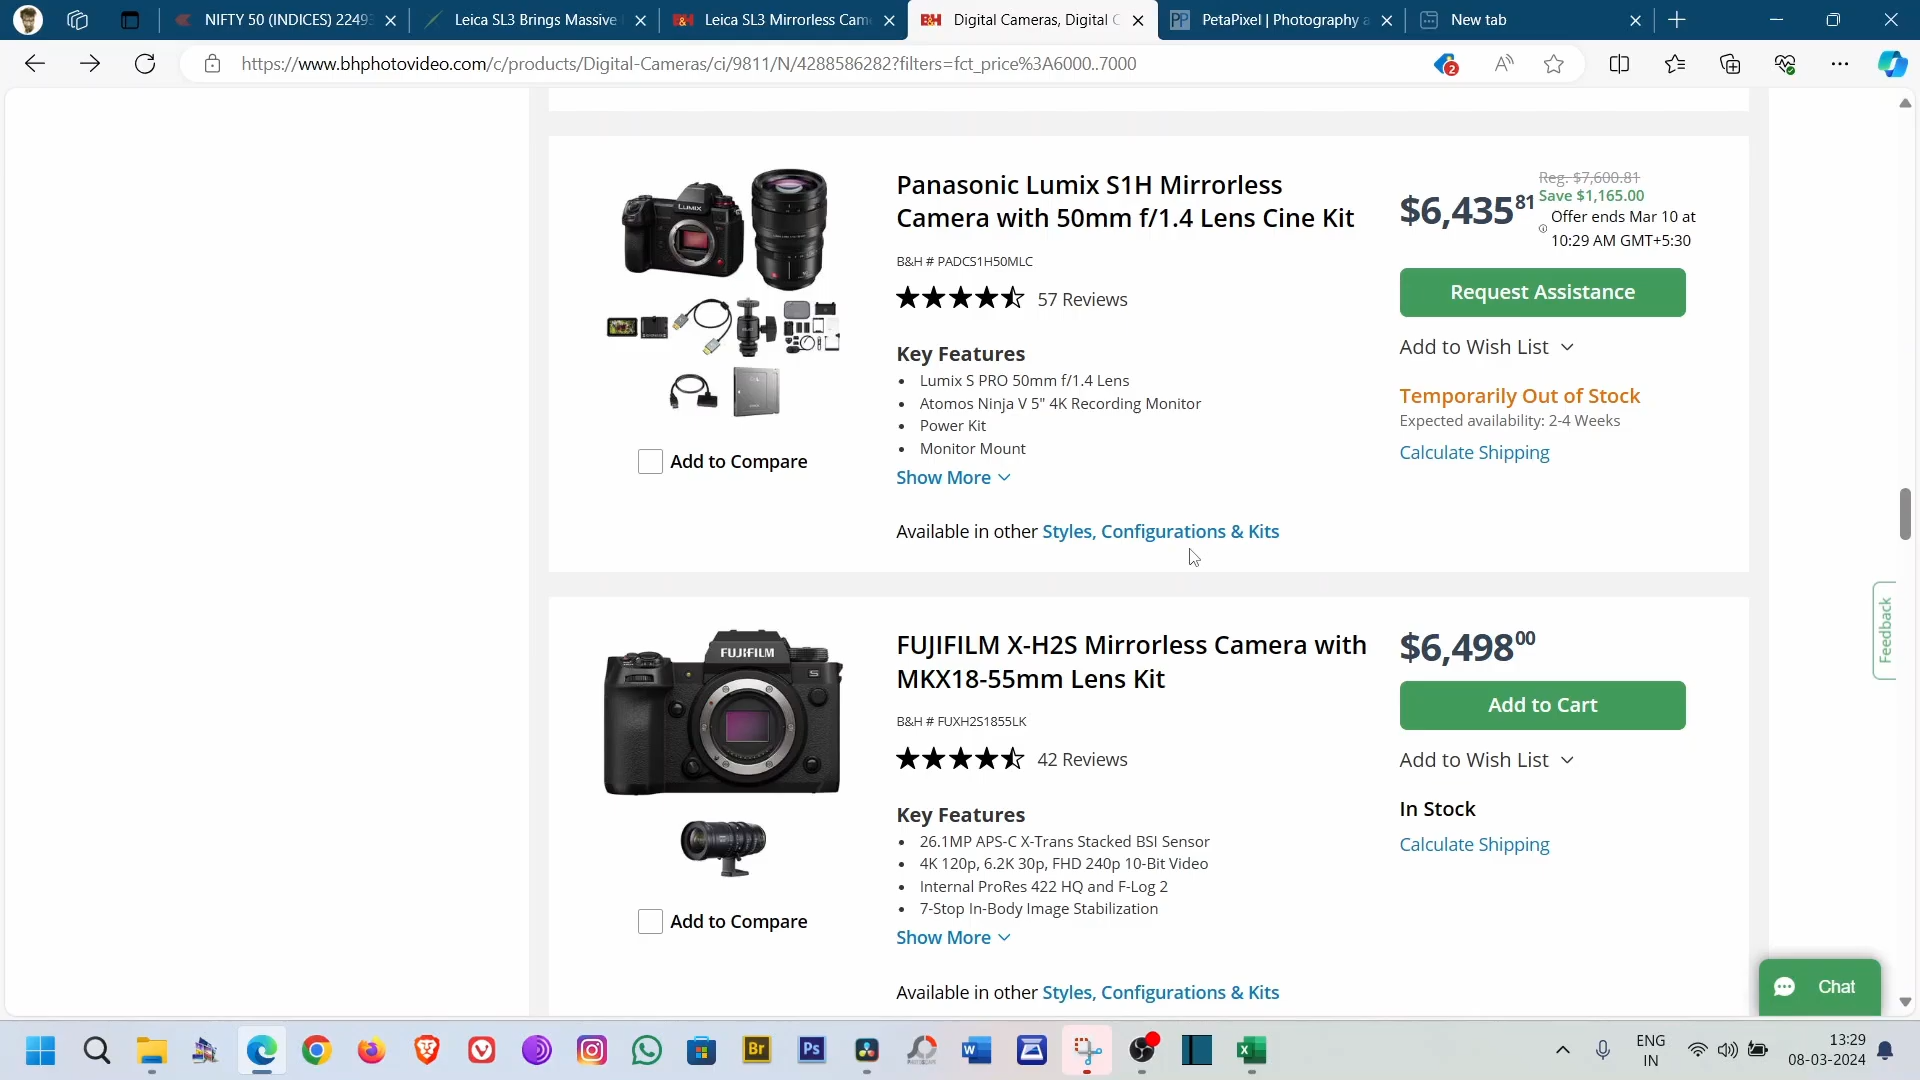 NIFTY 50 (INDICES) 2249
Leica SL3 Brings Massive
Leica SL3 Mirrorless Cam
Digital Cameras, Digital C
PetaPixel | Photography a
New tab
https://www.bhphotovideo.com/c/products/Digital-Cameras/ci/9811/N/4288586282?filters=fct_price%3A6000..7000
2
LUMIX
Panasonic Lumix S1H Mirrorless
Camera with 50mm f/1.4 Lens Cine Kit
B&H # PADCS1H50MLC
57 Reviews
Key Features
• Lumix S PRO 50mm f/1.4 Lens
• Atomos Ninja V 5" 4K Recording Monitor
• Power Kit
• Monitor Mount
Show More
Available in other Styles, Configurations & Kits
Add to Compare
$6,435 81
Reg. $7,600.81
Save $1,165.00
Offer ends Mar 10 at
10:29 AM GMT+5:30
Request Assistance
Add to Wish List
Temporarily Out of Stock
Expected availability: 2-4 Weeks
Calculate Shipping
FUJIFILM
S
FUJIFILM X-H2S Mirrorless Camera with
MKX18-55mm Lens Kit
B&H # FUXH2S1855LK
42 Reviews
Key Features
• 26.1MP APS-C X-Trans Stacked BSI Sensor
• 4K 120p, 6.2K 30p, FHD 240p 10-Bit Video
• Internal ProRes 422 HQ and F-Log 2
• 7-Stop In-Body Image Stabilization
Show More
Available in other Styles, Configurations & Kits
Add to Compare
$6,498 00
Add to Cart
Add to Wish List
In Stock
Calculate Shipping
Feedback
Chat
Br
Ps
ENG
IN
13:29
08-03-2024